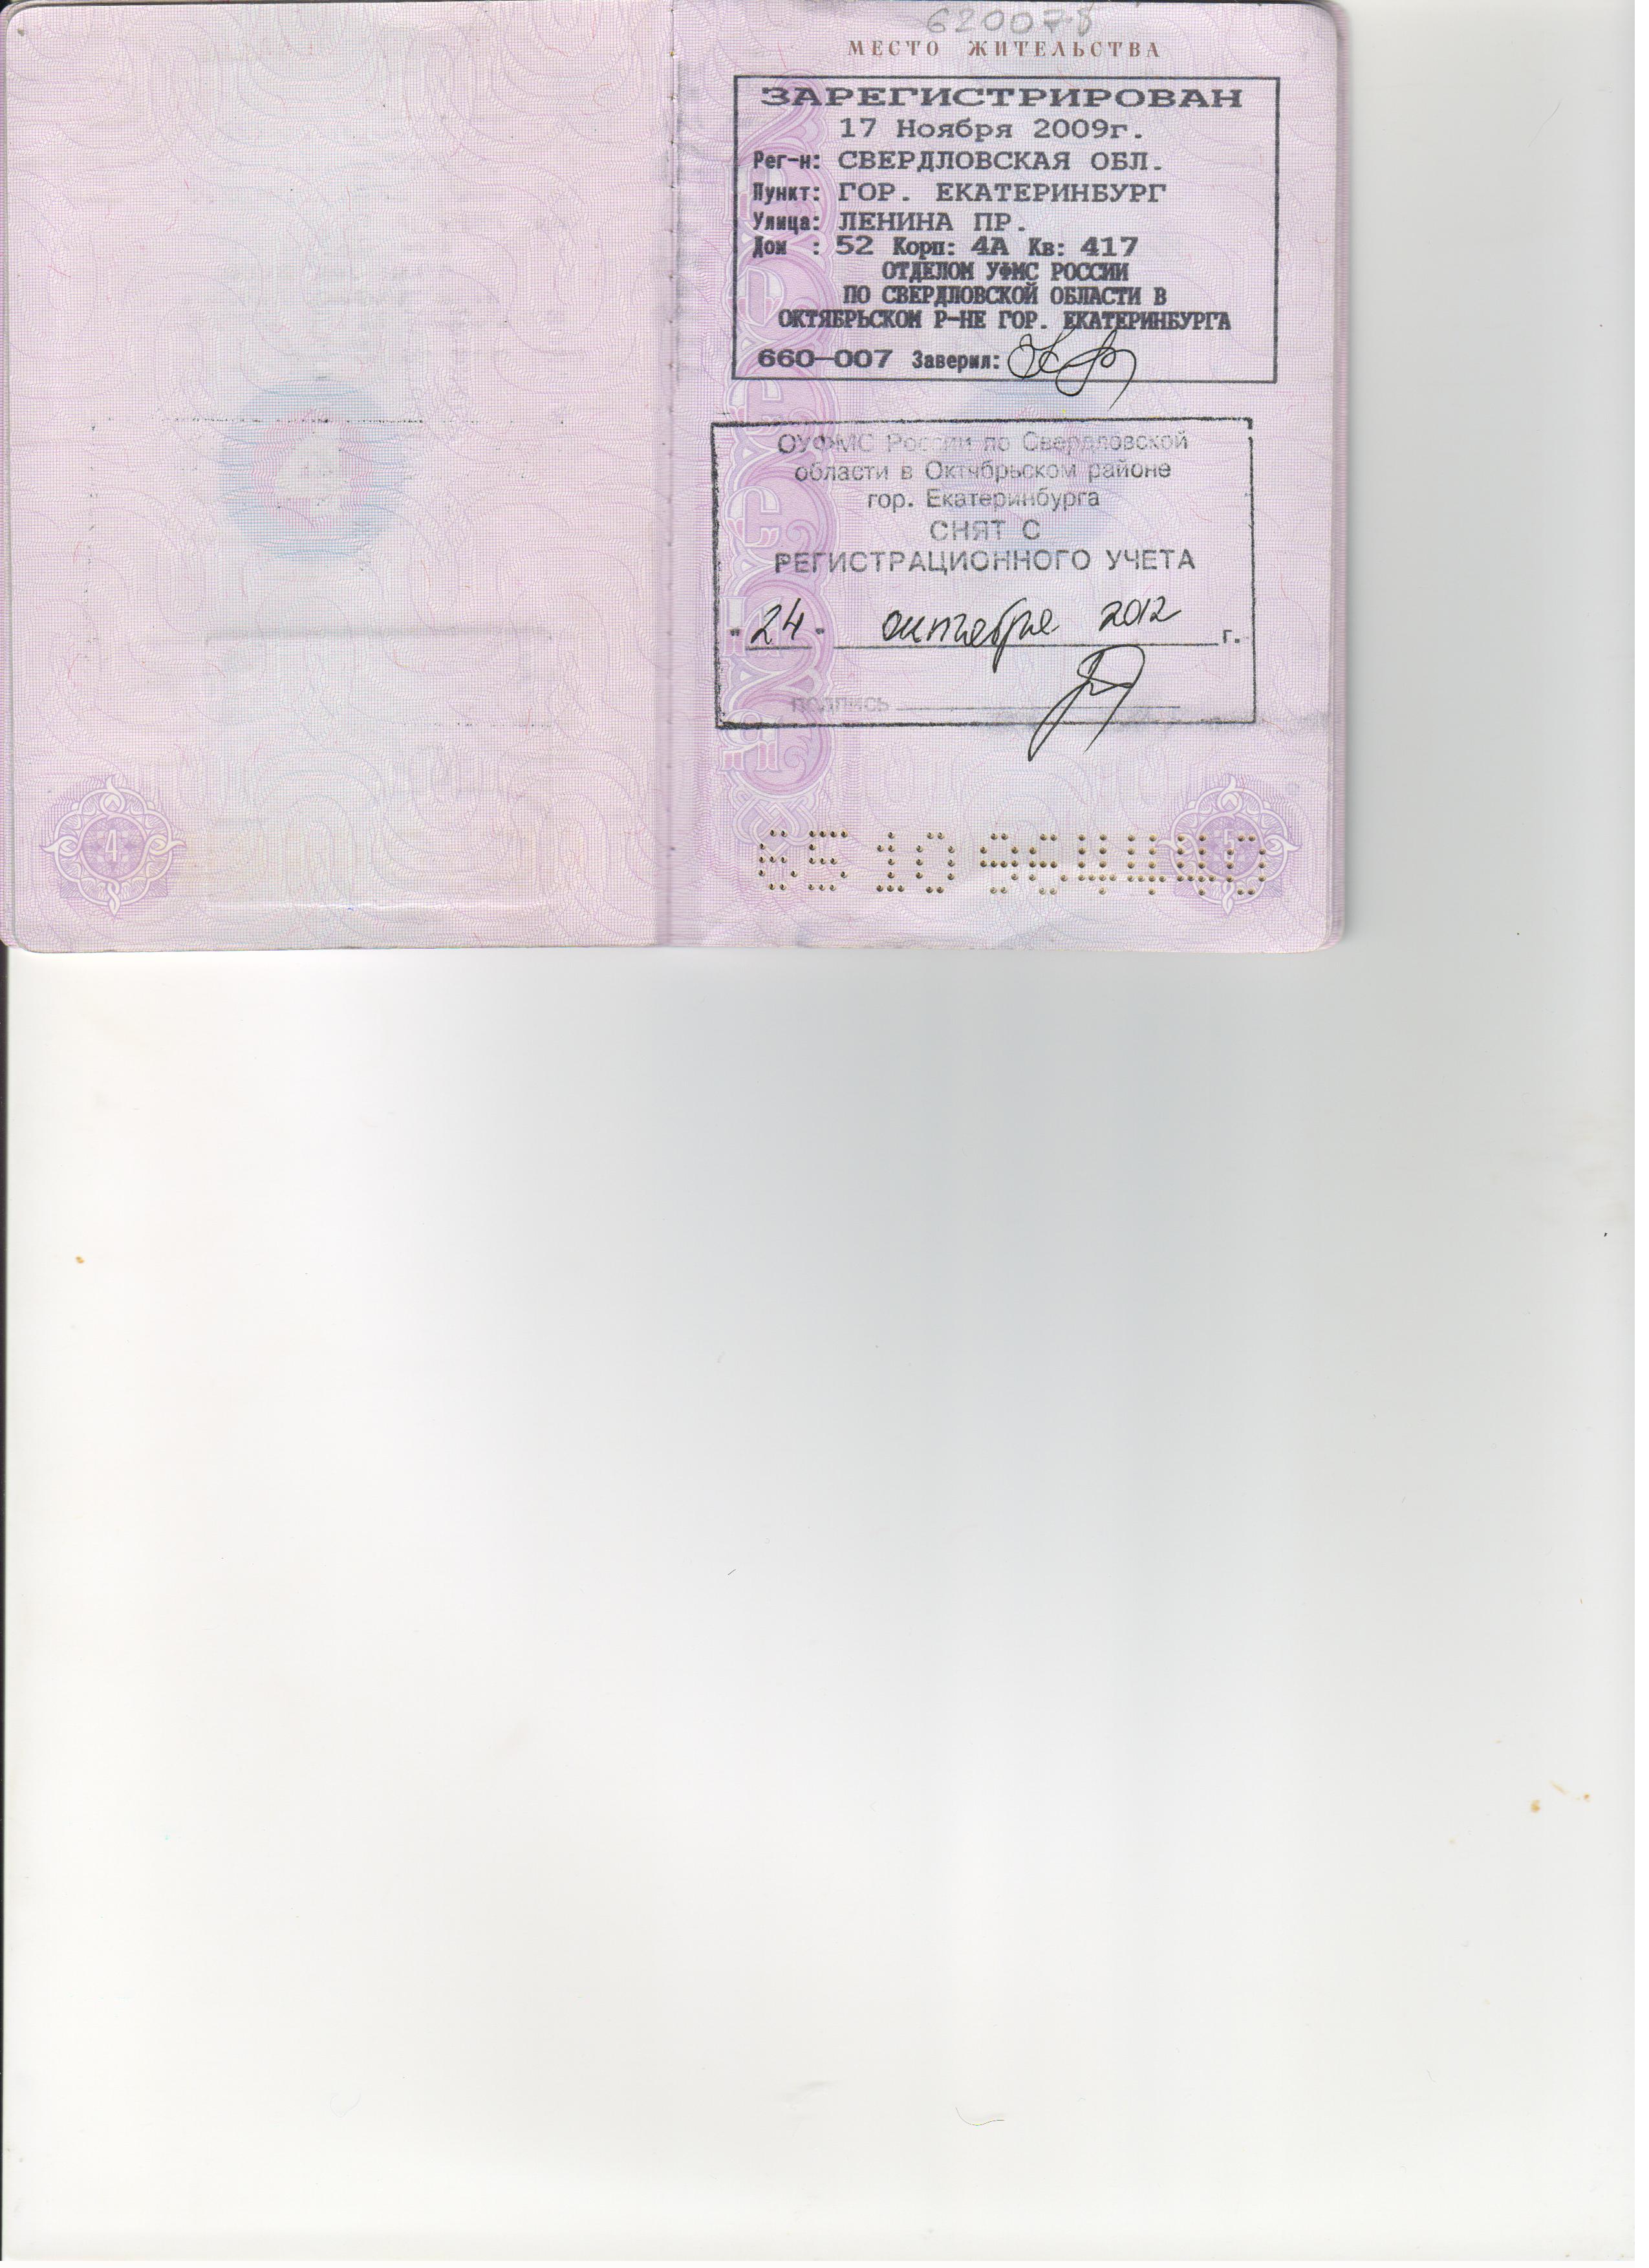 620078
МЕСТО ЖИТЕЛЬСТВА
ЗАРЕГИСТРИРОВАН
17 Ноября 2009г.
Рег-н: СВЕРДЛОВСКАЯ ОБЛ.
Пункт: ГОР. ЕКАТЕРИНБУРГ
Улица: ЛЕНИНА ПР.
Дом : 52 Корп: 4А Кв: 417
ОТДЕЛОМ УФМС РОССИИ
ПО СВЕРДЛОВСКОЙ ОБЛАСТИ В
ОКТЯБРЬСКОМ Р-НЕ ГОР. ЕКАТЕРИНБУРГА
660-007 Заверил:
ОУФМС России по Свердловской
области в Октябрьском районе
гор. Екатеринбурга
СНЯТ С
РЕГИСТРАЦИОННОГО УЧЕТА
"24" октября 2012 г.
подпись
4
4
5